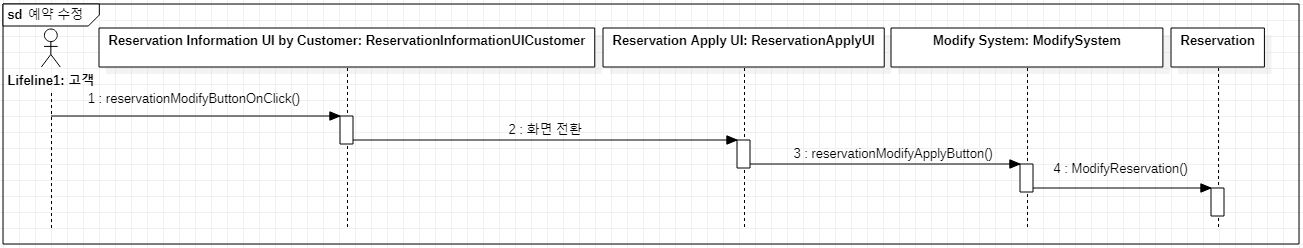 sd 예약 수정
Reservation Information UI by Customer: ReservationInformationUICustomer
Reservation Apply UI: ReservationApplyUI
Modify System: ModifySystem
Reservation
Lifeline1: 고객
1 : reservationModifyButtonOnClick()
2 : 화면 전환
3 : reservationModifyApplyButton()
4 : ModifyReservation()